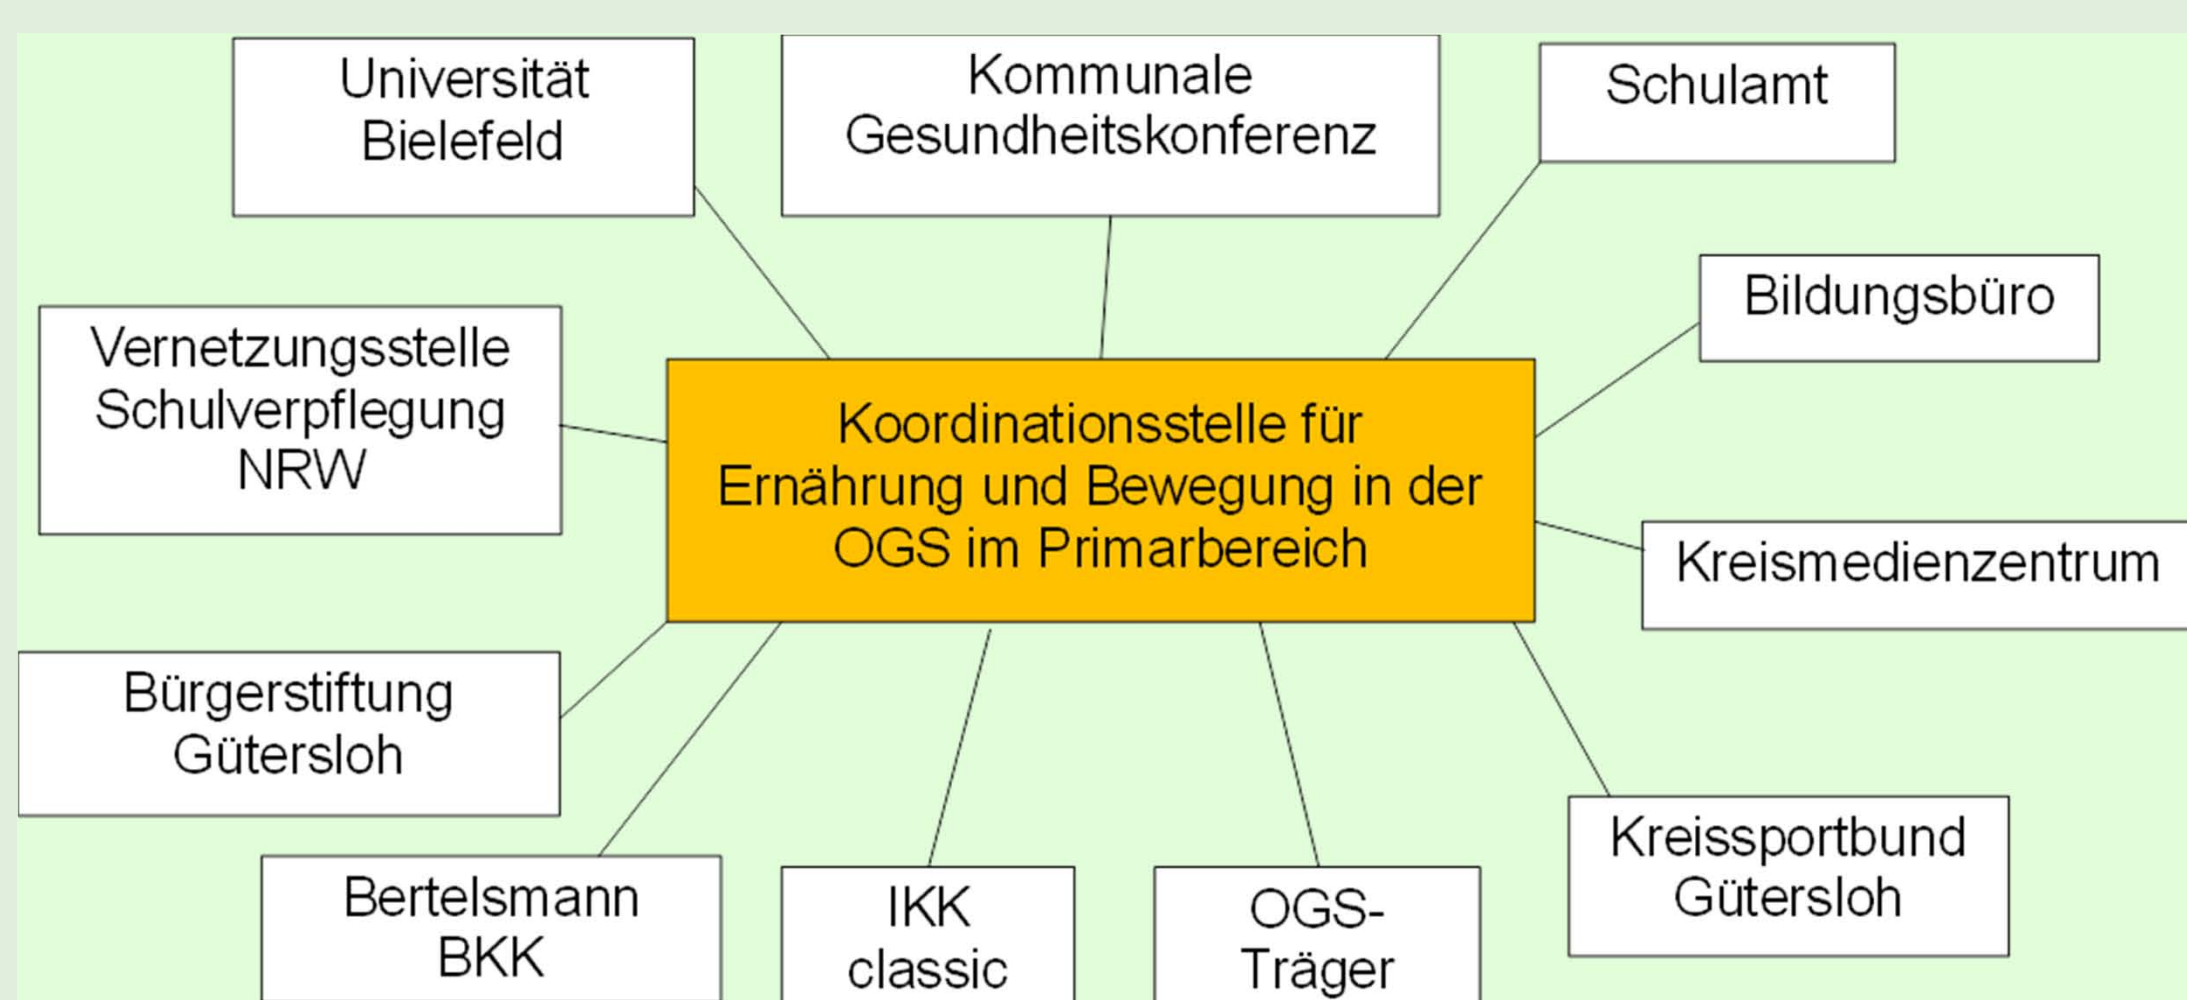 Universität
Bielefeld
Kommunale
Gesundheitskonferenz
Schulamt
Bildungsbüro
Vernetzungsstelle
Schulverpflegung
NRW
Koordinationsstelle für
Ernährung und Bewegung in der
OGS im Primarbereich
Kreismedienzentrum
Bürgerstiftung
Gütersloh
Kreissportbund
Gütersloh
Bertelsmann
BKK
IKK
classic
OGS-
Träger